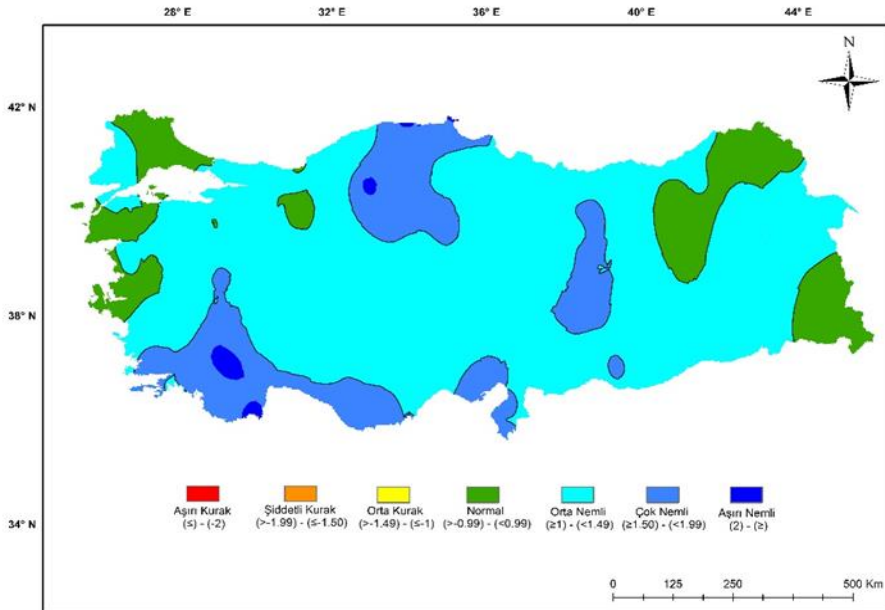 28° E 32° E 36° E 40° E 44° E
N
42° N
38° N
34° N
Aşırı Kurak
(≤) - (-2)
Şiddetli Kurak
(>-1.99) - (≤-1.50)
Orta Kurak
(>-1.49) - (≤-1)
Normal
(>-0.99) - (<0.99)
Orta Nemli
(≥1) - (<1.49)
Çok Nemli
(≥1.50) - (<1.99)
Aşırı Nemli
(2) - (≥)
0 125 250 500 Km